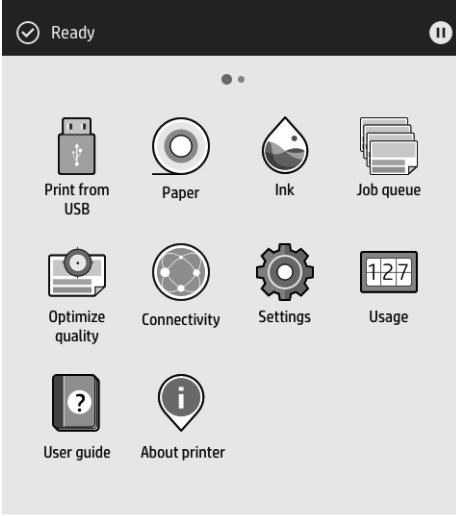 Ready
Print from
USB
Paper
Ink
Job queue
Optimize
quality
Connectivity
Settings
127
Usage
?
User guide
i
About printer